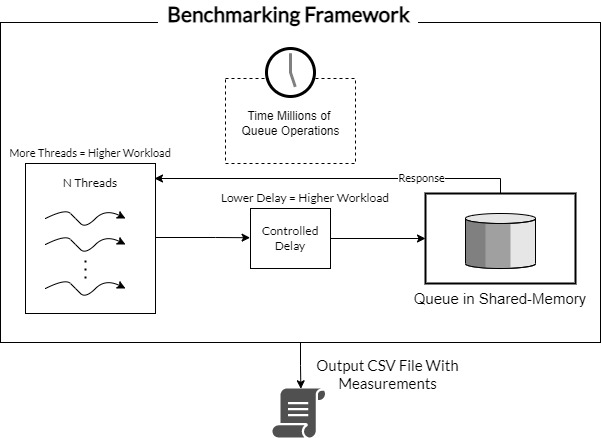 Benchmarking Framework
Time Millions of
Queue Operations
More Threads = Higher Workload
N Threads
Response
Lower Delay = Higher Workload
Controlled
Delay
Queue in Shared-Memory
Output CSV File With
Measurements